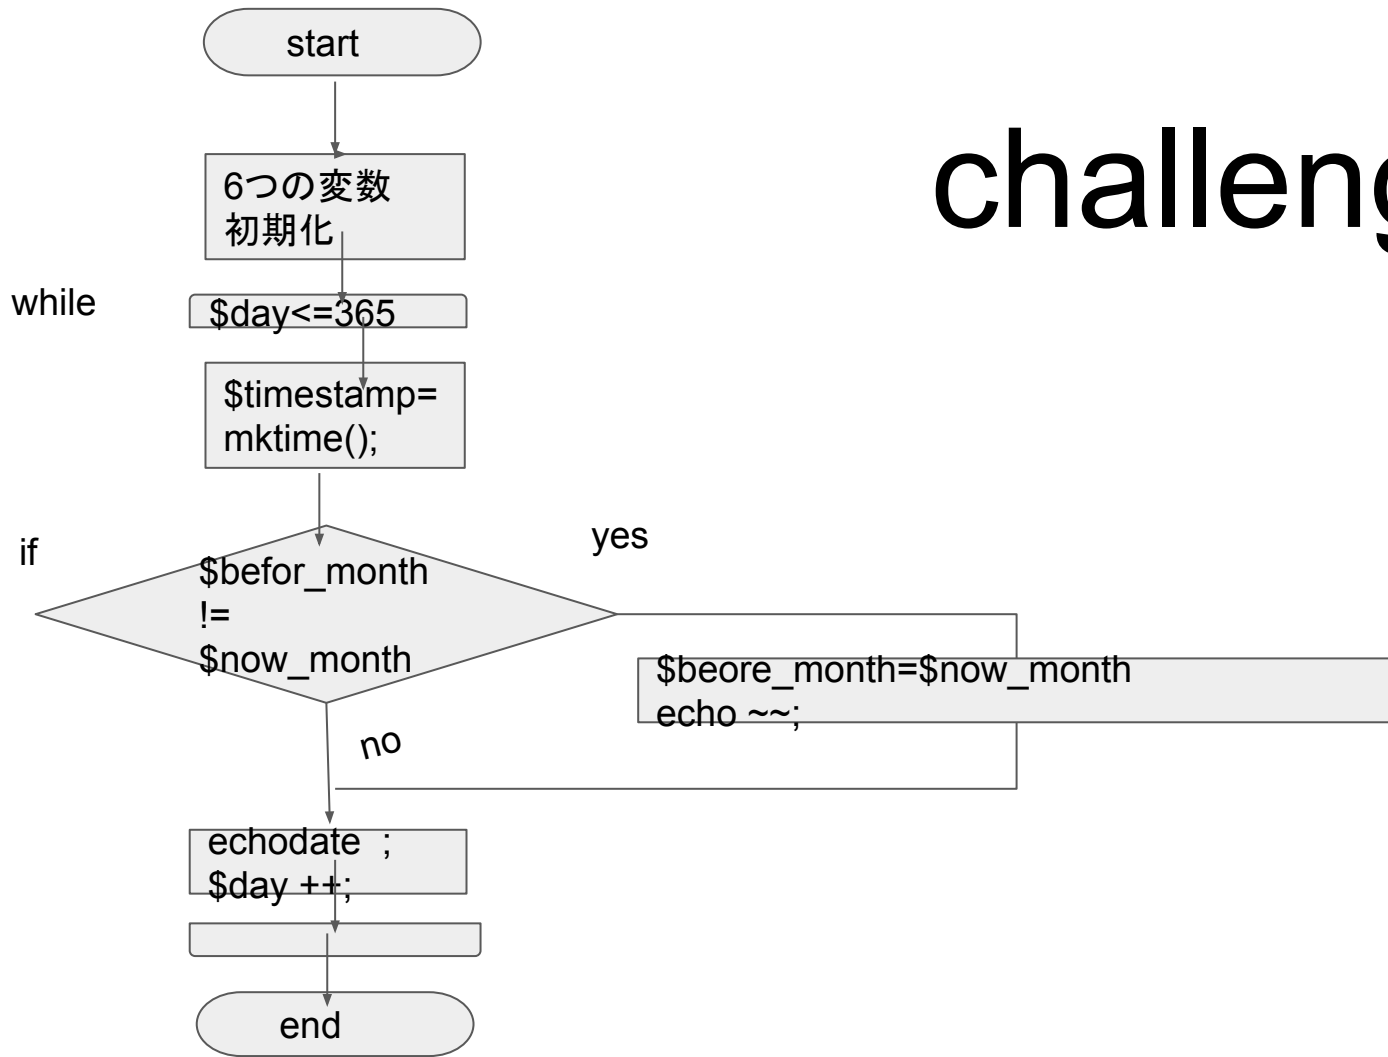 start
challeng
6つの変数
初期化
while
$day<=365
$timestamp=
mktime();
if
yes
$befor_month
!=
$now_month
$beore_month=$now_month
echo ~~;
no
echodate  ;
$day ++;
end